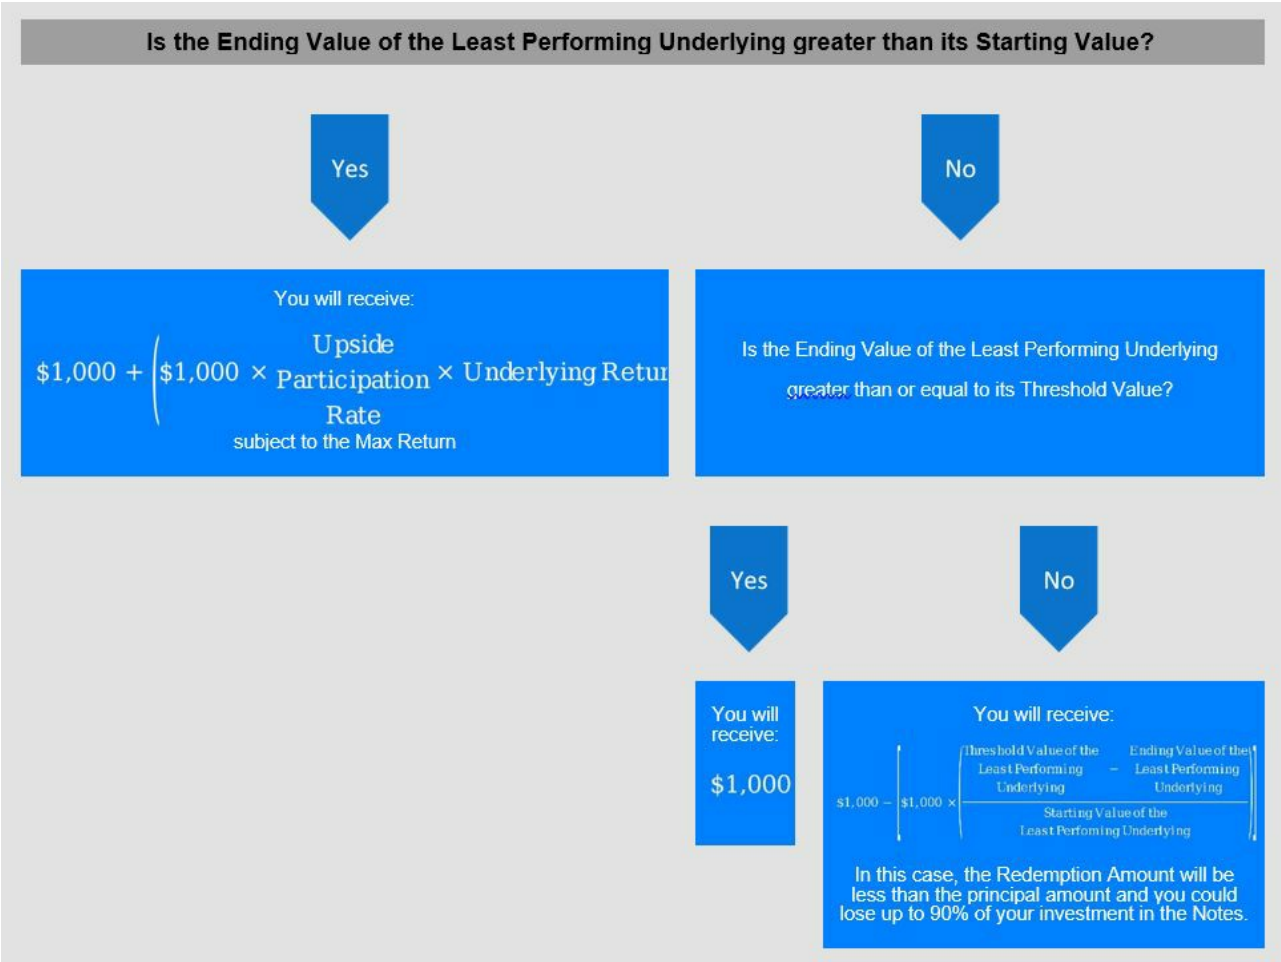 Is the Ending Value of the Least Performing Underlying greater than its Starting Value?
Yes
No
You will receive:
$1,000 + ($1,000 × Upside Participation Rate × Underlying Retur
subject to the Max Return
Is the Ending Value of the Least Performing Underlying
greater than or equal to its Threshold Value?
Yes
No
You will
receive:
$1,000
You will receive:
Threshold Value of the Ending Value of the
Least Performing − Least Performing
Underlying Underlying
$1,000 − [$1,000 × (
Starting Value of the
Least Perfoming Underlying
)]
In this case, the Redemption Amount will be
less than the principal amount and you could
lose up to 90% of your investment in the Notes.